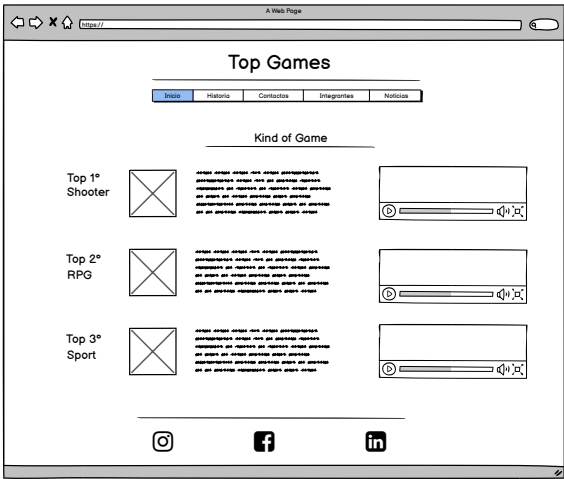 A Web Page
https://
Top Games
Inicio Historia Contactos Integrantes Noticias
Kind of Game
Top 1°
Shooter
Top 2°
RPG
Top 3°
Sport